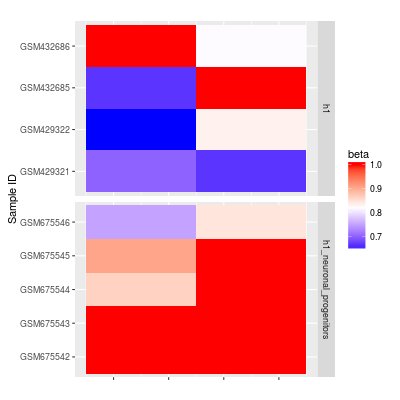 GSM432686
GSM432685
GSM429322
GSM429321
h1
GSM675546
GSM675545
GSM675544
GSM675543
GSM675542
h1_neuronal_progenitors
Sample ID
beta
1.0
0.9
0.8
0.7